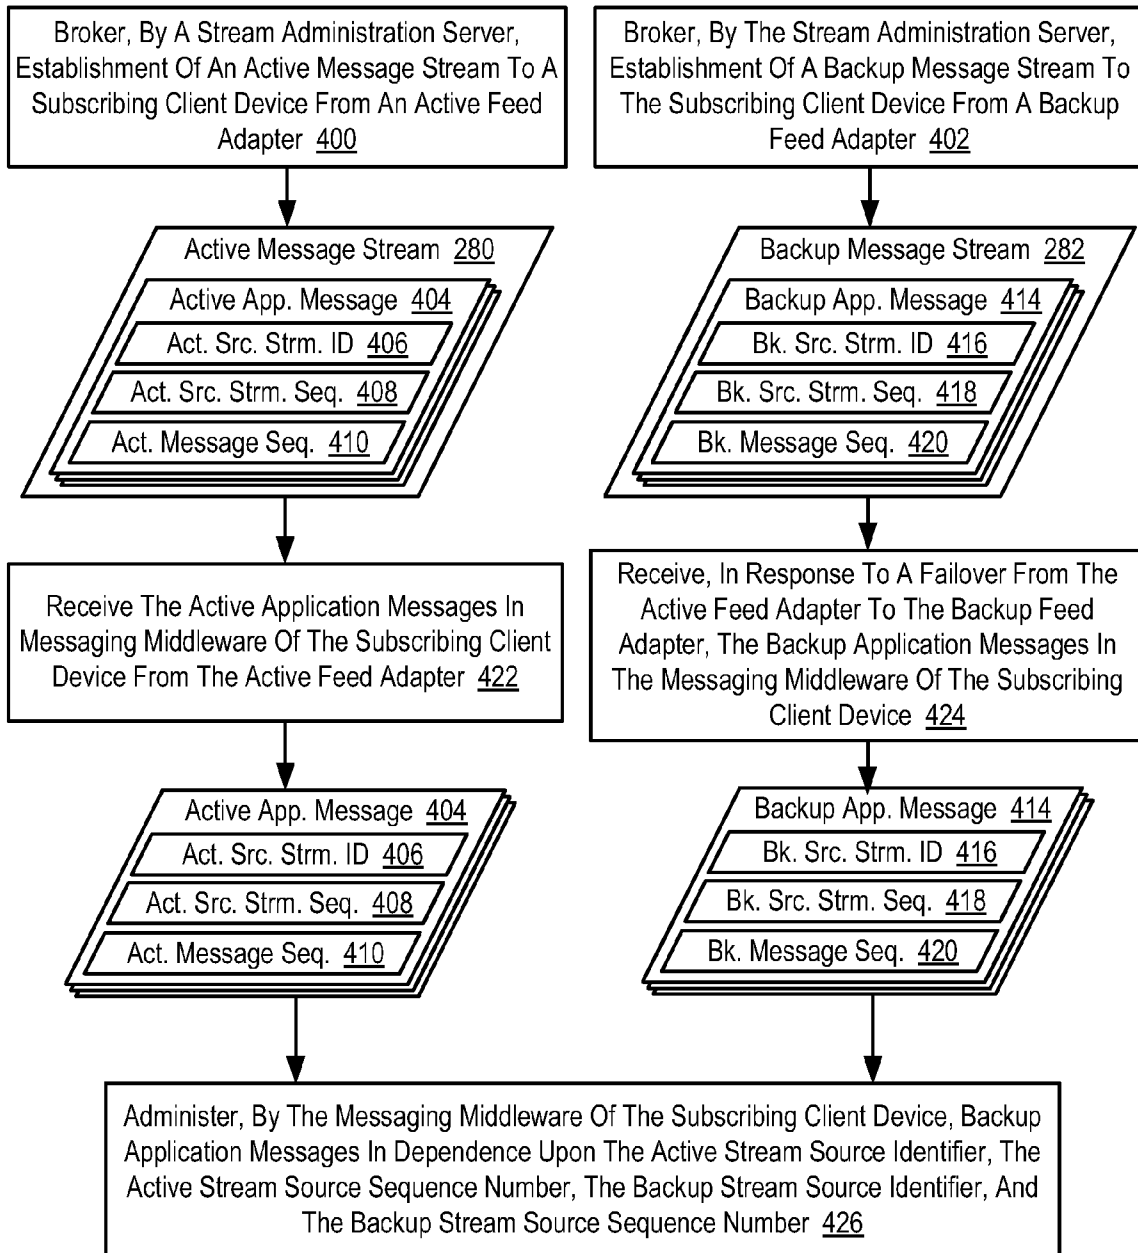 Broker, By A Stream Administration Server,
Establishment Of An Active Message Stream To A
Subscribing Client Device From An Active Feed
Adapter 400
Broker, By The Stream Administration Server,
Establishment Of A Backup Message Stream To
The Subscribing Client Device From A Backup
Feed Adapter 402
Active Message Stream 280
Active App. Message 404
Act. Src. Strm. ID 406
Act. Src. Strm. Seq. 408
Act. Message Seq. 410
Backup Message Stream 282
Backup App. Message 414
Bk. Src. Strm. ID 416
Bk. Src. Strm. Seq. 418
Bk. Message Seq. 420
Receive The Active Application Messages In
Messaging Middleware Of The Subscribing Client
Device From The Active Feed Adapter 422
Receive, In Response To A Failover From The
Active Feed Adapter To The Backup Feed
Adapter, The Backup Application Messages In
The Messaging Middleware Of The Subscribing
Client Device 424
Active App. Message 404
Act. Src. Strm. ID 406
Act. Src. Strm. Seq. 408
Act. Message Seq. 410
Backup App. Message 414
Bk. Src. Strm. ID 416
Bk. Src. Strm. Seq. 418
Bk. Message Seq. 420
Administer, By The Messaging Middleware Of The Subscribing Client Device, Backup
Application Messages In Dependence Upon The Active Stream Source Identifier, The
Active Stream Source Sequence Number, The Backup Stream Source Identifier, And
The Backup Stream Source Sequence Number 426